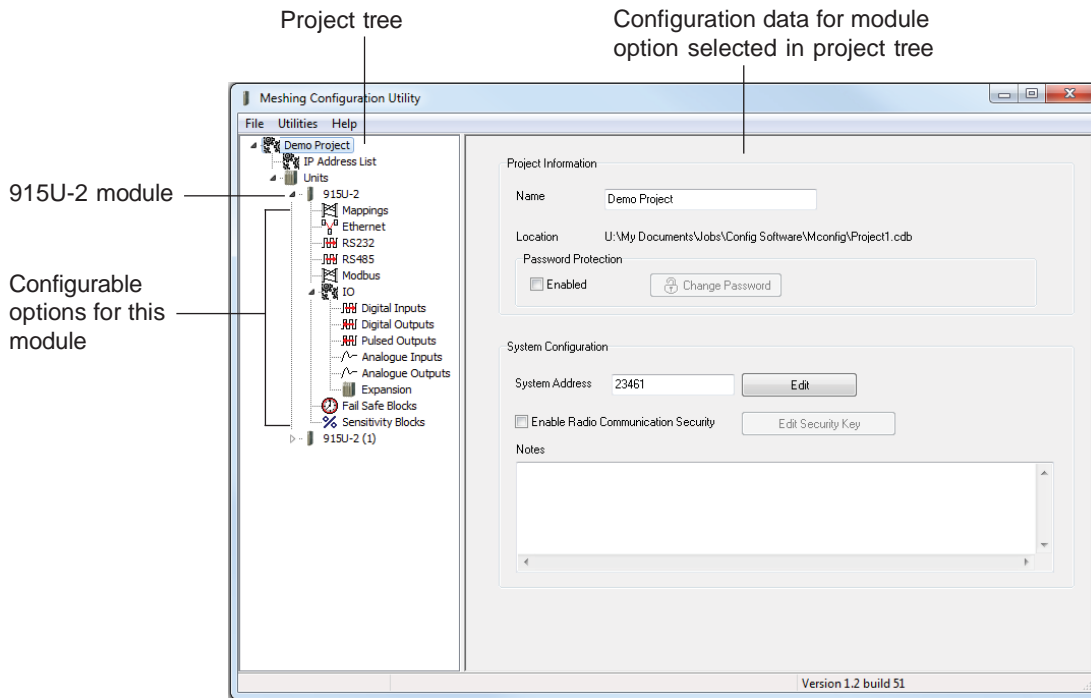 Project tree
Configuration data for module
option selected in project tree
Meshing Configuration Utility
File Utilities Help
Demo Project
IP Address List
Units
915U-2 module
915U-2
Mappings
Ethernet
RS232
RS485
Modbus
Configurable
options for this
module
IO
Digital Inputs
Digital Outputs
Pulsed Outputs
Analogue Inputs
Analogue Outputs
Expansion
Fail Safe Blocks
Sensitivity Blocks
915U-2 (1)
Project Information
Name Demo Project
Location U:\My Documents\Jobs\Config Software\Mconfig\Project1.cdb
Password Protection
Enabled Change Password
System Configuration
System Address 23461 Edit
Enable Radio Communication Security Edit Security Key
Notes
Version 1.2 build 51